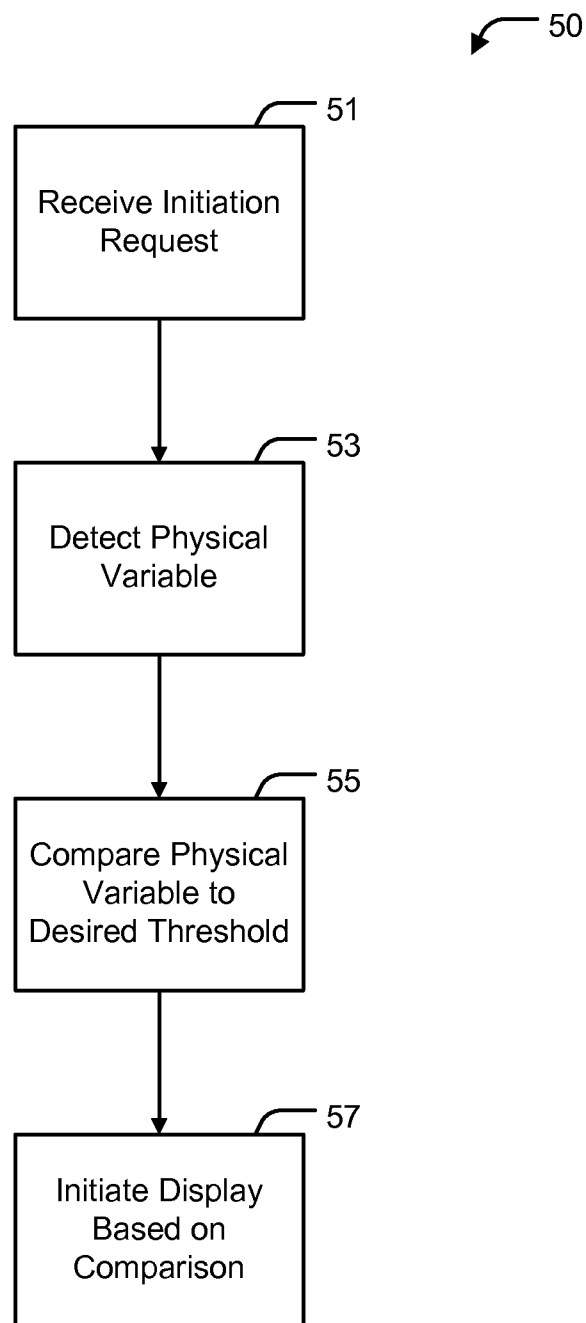 50
51
Receive Initiation
Request
53
Detect Physical
Variable
55
Compare Physical
Variable to
Desired Threshold
57
Initiate Display
Based on
Comparison